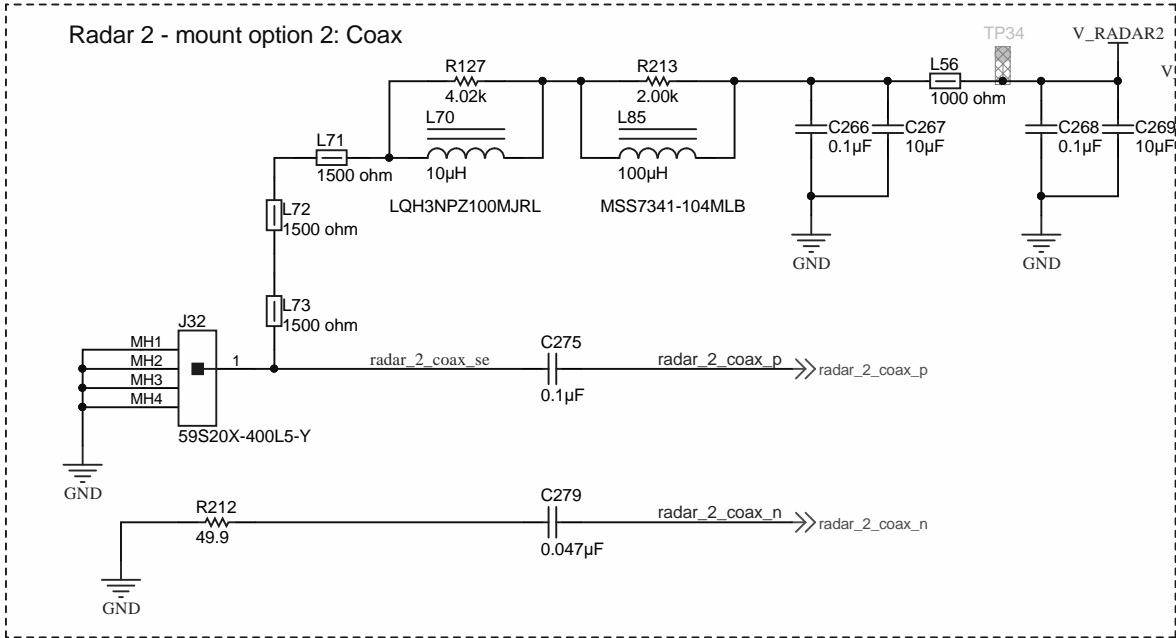 Radar 2 - mount option 2: Coax
TP34
V_RADAR2
R127
4.02k
R213
2.00k
L56
1000 ohm
L70
10µH
LQH3NPZ100MJRL
L85
100µH
MSS7341-104MLB
C266
0.1µF
C267
10µF
C268
0.1µF
C269
10µF
GND
GND
L71
1500 ohm
L72
1500 ohm
L73
1500 ohm
J32
MH1
MH2
MH3
MH4
1
59S20X-400L5-Y
GND
radar_2_coax_se
C275
0.1µF
radar_2_coax_p
radar_2_coax_p
R212
49.9
GND
C279
0.047µF
radar_2_coax_n
radar_2_coax_n